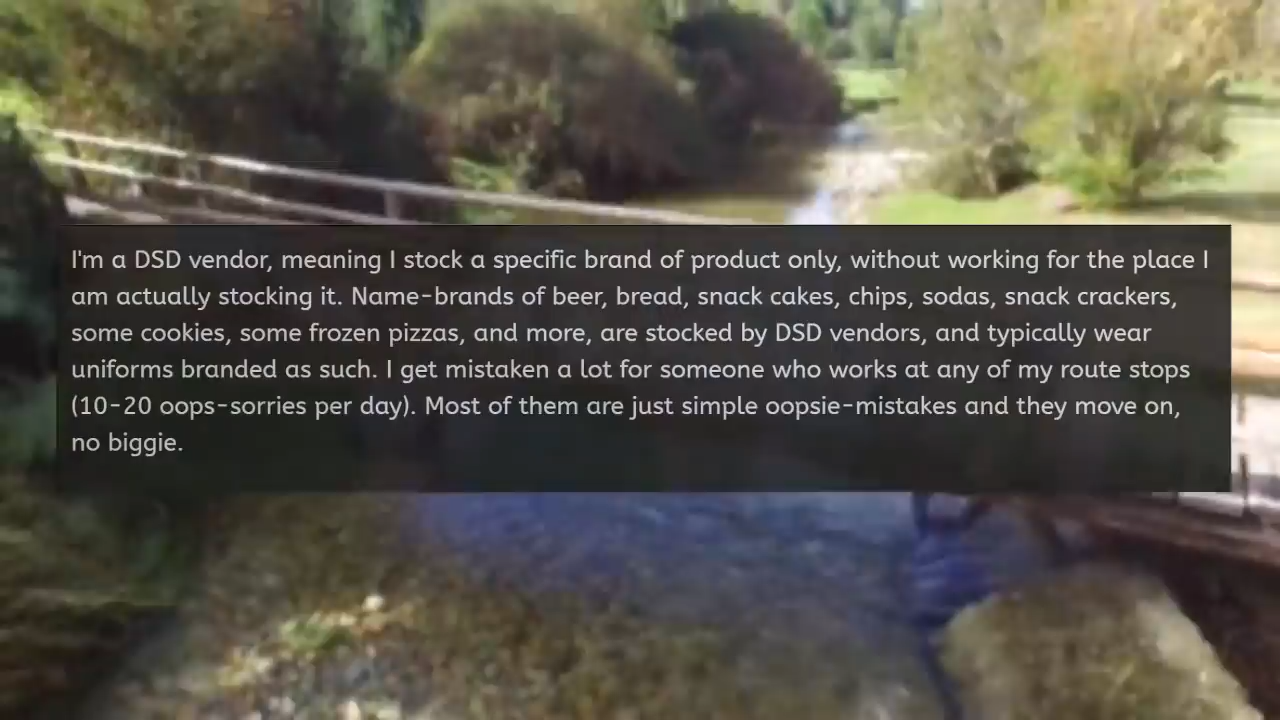 I'm a DSD vendor, meaning I stock a specific brand of product only, without working for the place I
am actually stocking it. Name-brands of beer, bread, snack cakes, chips, sodas, snack crackers,
some cookies, some frozen pizzas, and more, are stocked by DSD vendors, and typically wear
uniforms branded as such. I get mistaken a lot for someone who works at any of my route stops
(10-20 oops-sorries per day). Most of them are just simple oopsie-mistakes and they move on,
no biggie.